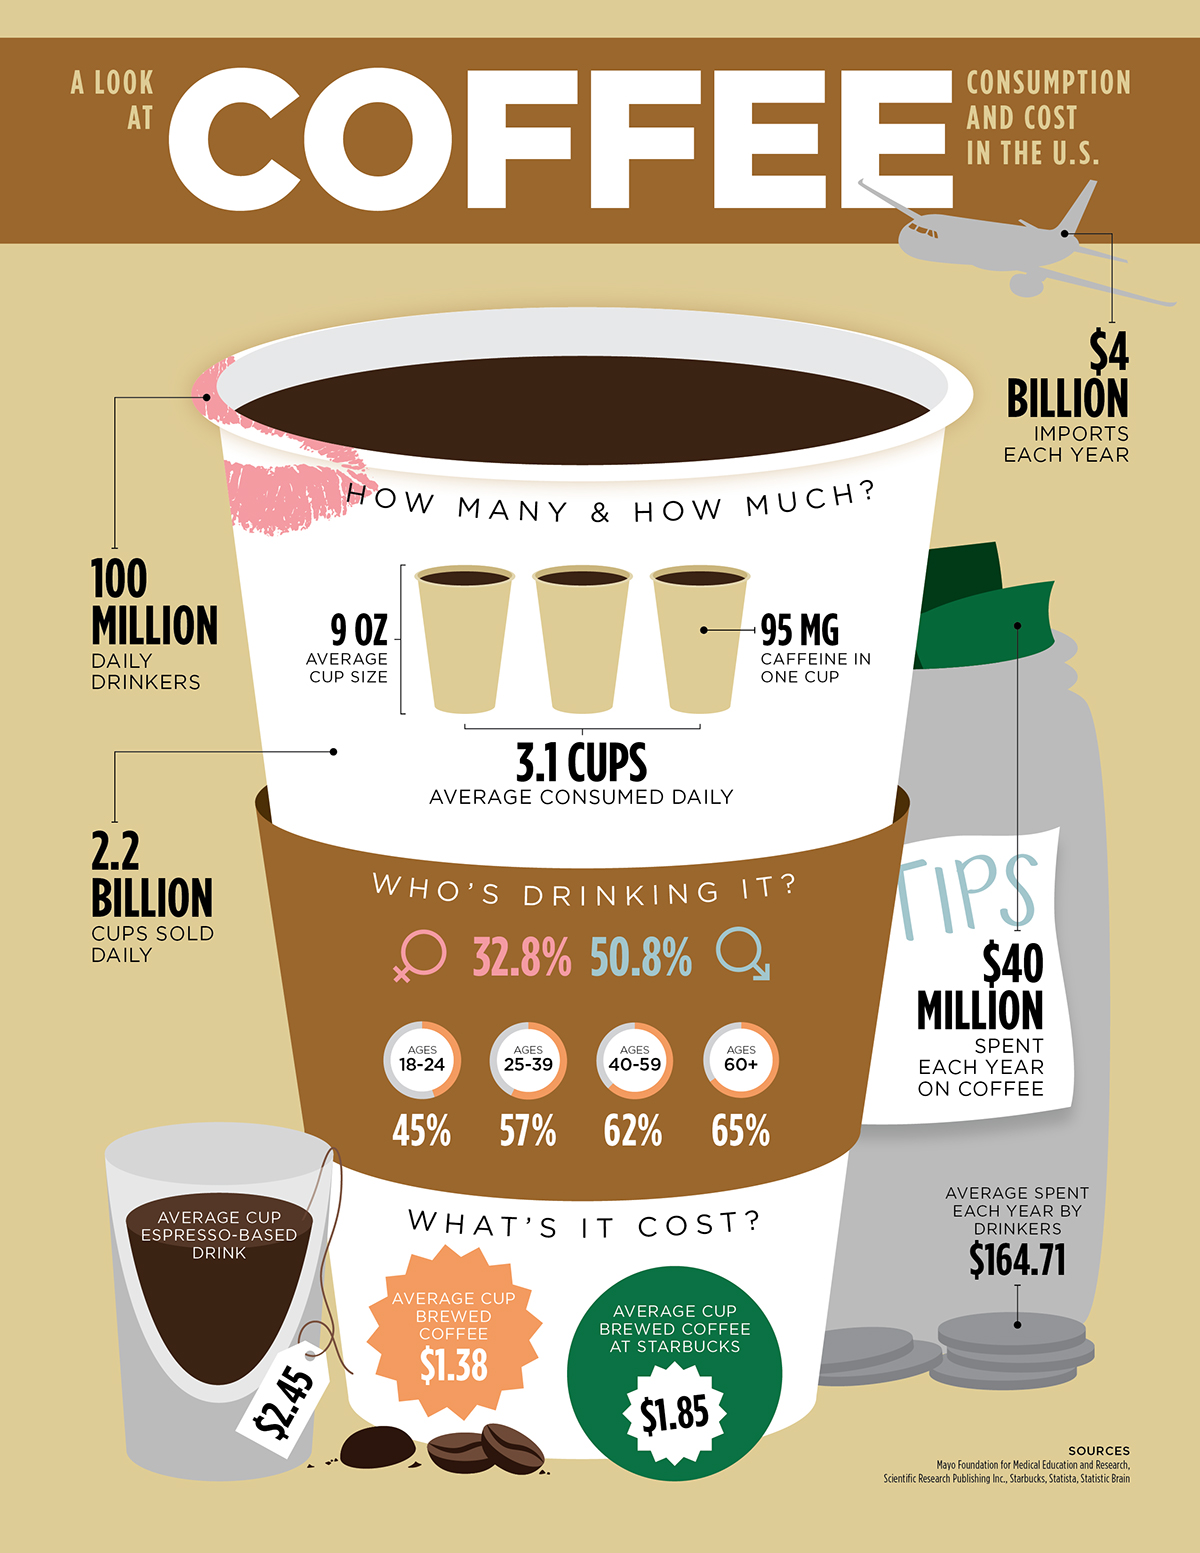 A LOOK
AT
COFFEE
CONSUMPTION
AND COST
IN THE U.S.
$4
BILLION
IMPORTS
EACH YEAR
HOW MANY & HOW MUCH?
100
MILLION
DAILY
DRINKERS
9 OZ
AVERAGE
CUP SIZE
95 MG
CAFFEINE IN
ONE CUP
3.1 CUPS
AVERAGE CONSUMED DAILY
2.2
BILLION
CUPS SOLD
DAILY
WHO'S DRINKING IT?
32.8% 50.8%
AGES
18-24
45%
AGES
25-39
57%
AGES
40-59
62%
AGES
60+
65%
TIPS
$40
MILLION
SPENT
EACH YEAR
ON COFFEE
AVERAGE SPENT
EACH YEAR BY
DRINKERS
$164.71
WHAT'S IT COST?
AVERAGE CUP
ESPRESSO-BASED
DRINK
$2.45
AVERAGE CUP
BREWED
COFFEE
$1.38
AVERAGE CUP
BREWED COFFEE
AT STARBUCKS
$1.85
SOURCES
Mayo Foundation for Medical Education and Research,
Scientific Research Publishing Inc., Starbucks, Statista, Statistic Brain